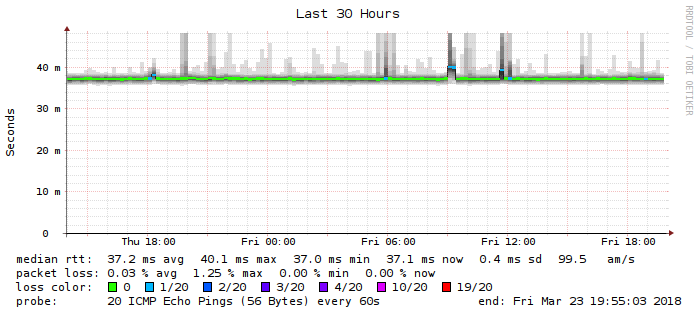 Last 30 Hours
RRDTOOL / TOBI OETIKER
Seconds
40 m
30 m
20 m
10 m
0
Thu 18:00 Fri 00:00 Fri 06:00 Fri 12:00 Fri 18:00
median rtt: 37.2 ms avg 40.1 ms max 37.0 ms min 37.1 ms now 0.4 ms sd 99.5 am/s
packet loss: 0.03 % avg 1.25 % max 0.00 % min 0.00 % now
loss color: 0 1/20 2/20 3/20 4/20 10/20 19/20
probe: 20 ICMP Echo Pings (56 Bytes) every 60s end: Fri Mar 23 19:55:03 2018